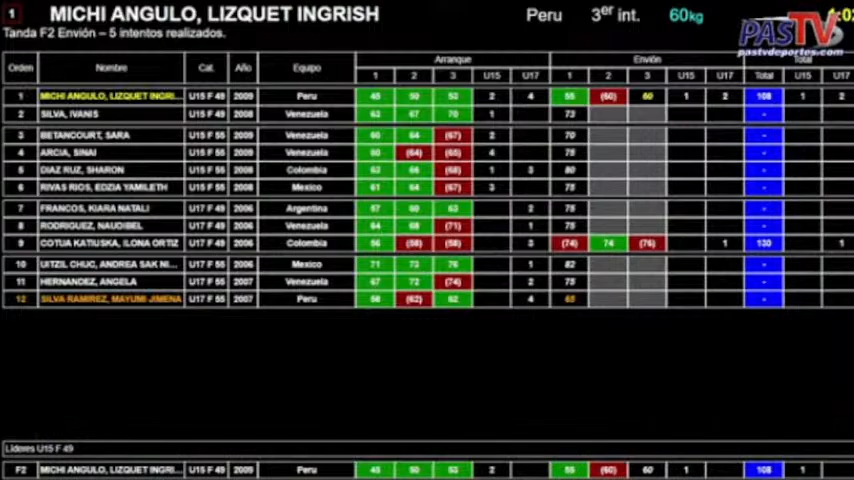 1 MICHI ANGULO, LIZQUET INGRISH Peru 3er int. 60kg
PASTV
Tanda F2 Envión – 5 intentos realizados.
pastvdeportes.com
Arranque Envión Total
Orden Nombre Cat. Año Equipo 1 2 3 U15 U17 1 2 3 U15 U17 Total U15 U17
1 MICHI ANGULO, LIZQUET INGRI... U15 F 49 2009 Peru 45 50 53 2 4 55 (60) 60 1 2 108 1 2
2 SILVA, IVANIS U15 F 49 2008 Venezuela 63 67 70 1 73 -
3 BETANCOURT, SARA U15 F 55 2009 Venezuela 60 64 (67) 2 70 -
4 ARCIA, SINAI U15 F 55 2009 Venezuela 60 (64) (65) 4 75 -
5 DIAZ RUZ, SHARON U15 F 55 2008 Colombia 63 66 (68) 1 3 80 -
6 RIVAS RIOS, EDZIA YAMILETH U15 F 55 2008 Mexico 61 64 (67) 3 75 -
7 FRANCOS, KIARA NATALI U17 F 49 2006 Argentina 57 60 63 2 75 -
8 RODRIGUEZ, NAUDIBEL U17 F 49 2006 Venezuela 64 68 (71) 1 75 -
9 COTUA KATIUSKA, ILONA ORTIZ U17 F 49 2006 Colombia 56 (58) (58) 3 (74) 74 (76) 1 130 1
10 UITZIL CHUC, ANDREA SAK NI... U17 F 55 2006 Mexico 71 73 76 1 82 -
11 HERNANDEZ, ANGELA U17 F 55 2007 Venezuela 67 72 (74) 2 75 -
12 SILVA RAMIREZ, MAYUMI JIMENA U17 F 55 2007 Peru 58 (62) 62 4 65 -
Líderes U15 F 49
F2 MICHI ANGULO, LIZQUET INGRI... U15 F 49 2009 Peru 45 50 53 2 55 (60) 60 1 108 1